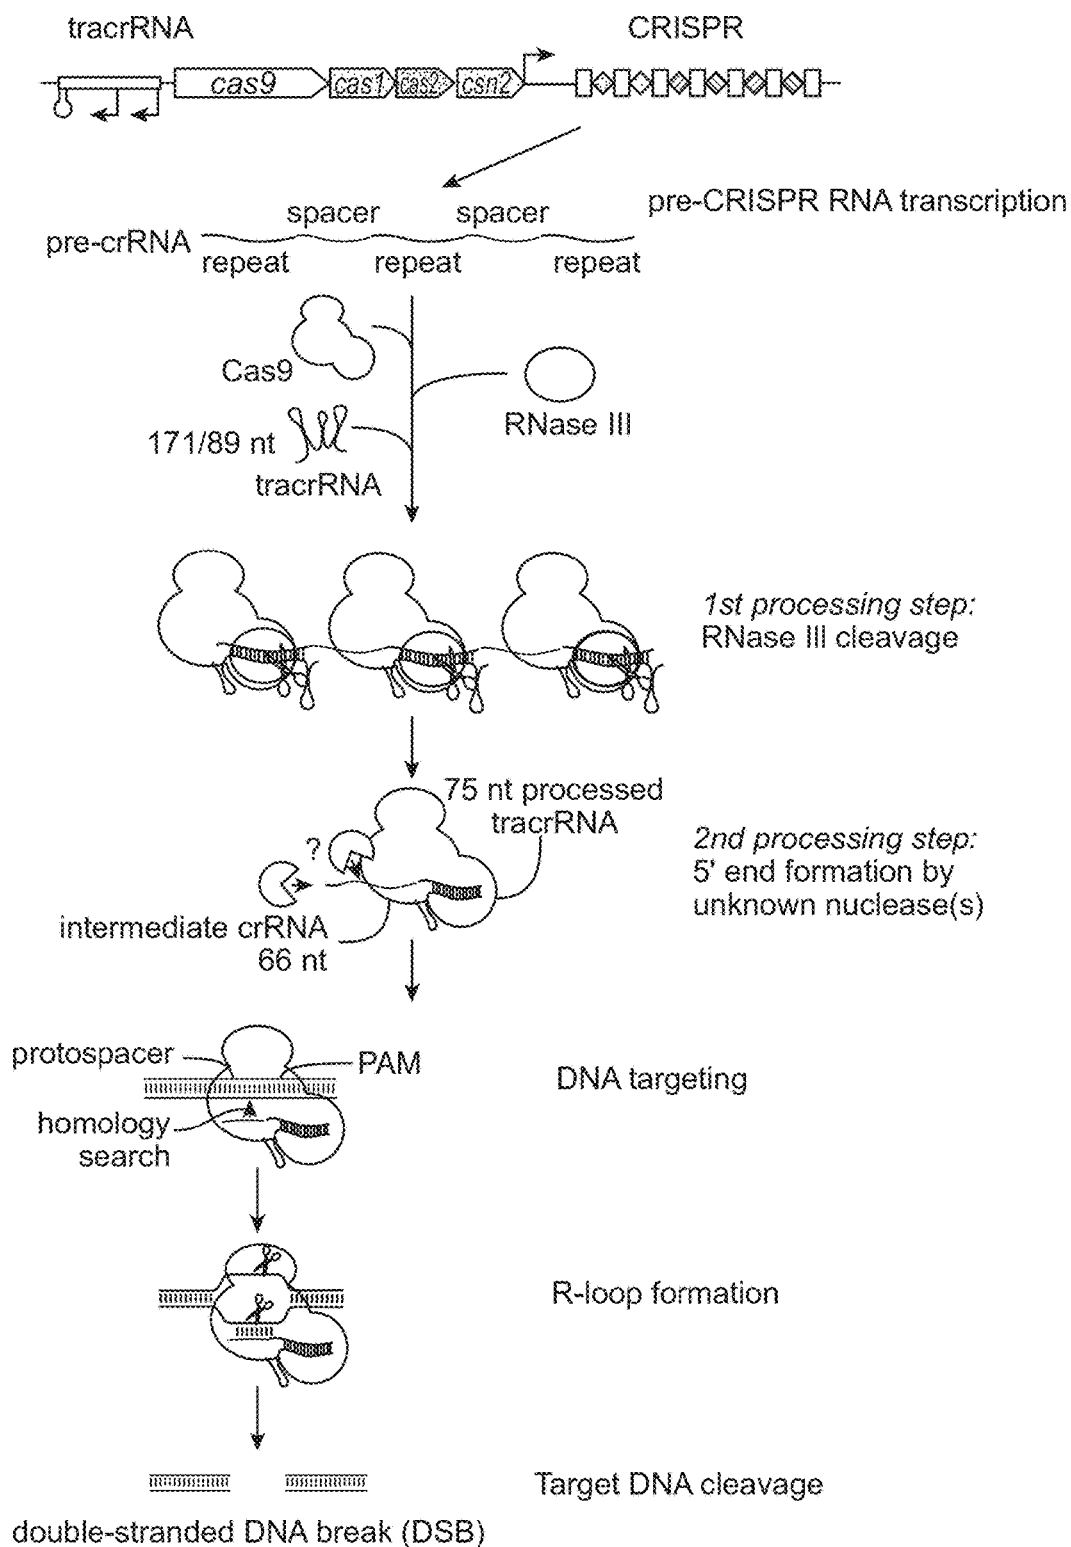 tracrRNA
CRISPR
cas9 cas1 cas2 csn2
pre-CRISPR RNA transcription
spacer spacer
pre-crRNA
repeat repeat repeat
Cas9
RNase III
171/89 nt
tracrRNA
1st processing step:
RNase III cleavage
75 nt processed
tracrRNA
2nd processing step:
5' end formation by
unknown nuclease(s)
?
intermediate crRNA
66 nt
protospacer
PAM
DNA targeting
homology
search
R-loop formation
Target DNA cleavage
double-stranded DNA break (DSB)